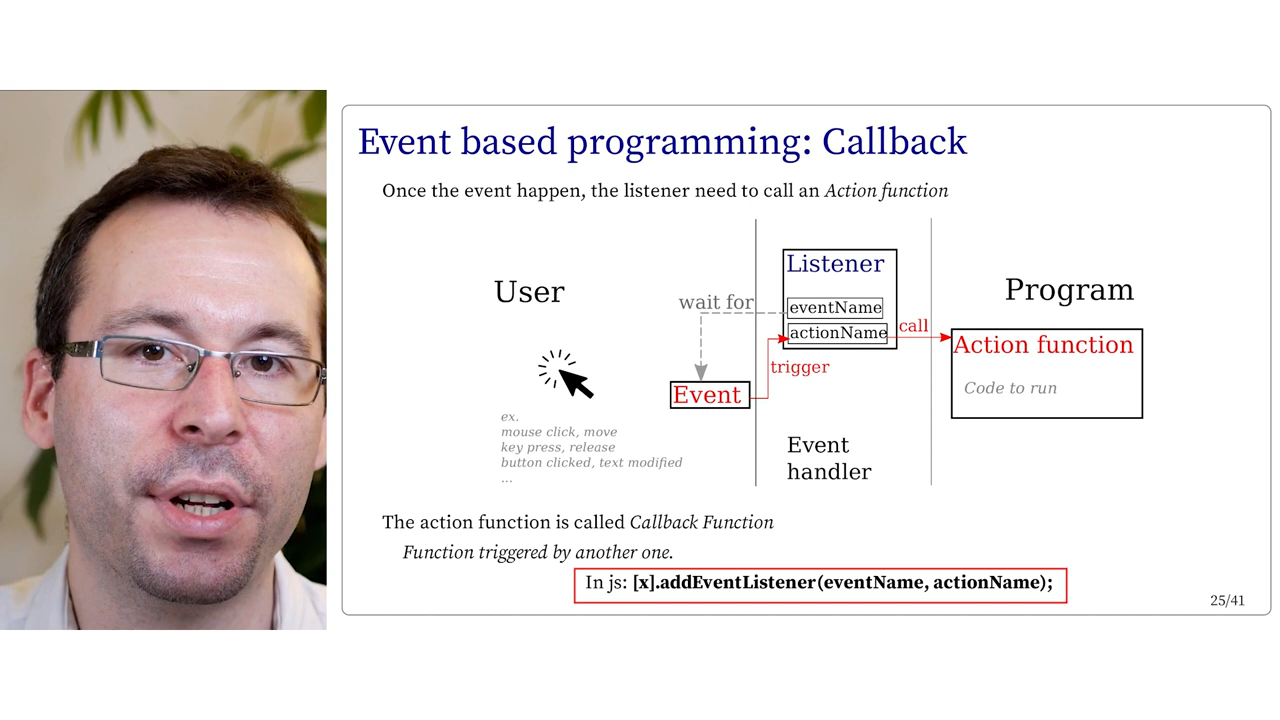 Event based programming: Callback
Once the event happen, the listener need to call an Action function
User
ex.
mouse click, move
key press, release
button clicked, text modified
...
wait for
Event
trigger
Listener
eventName
actionName
call
Event
handler
Program
Action function
Code to run
The action function is called Callback Function
Function triggered by another one.
In js: [x].addEventListener(eventName, actionName);
25/41